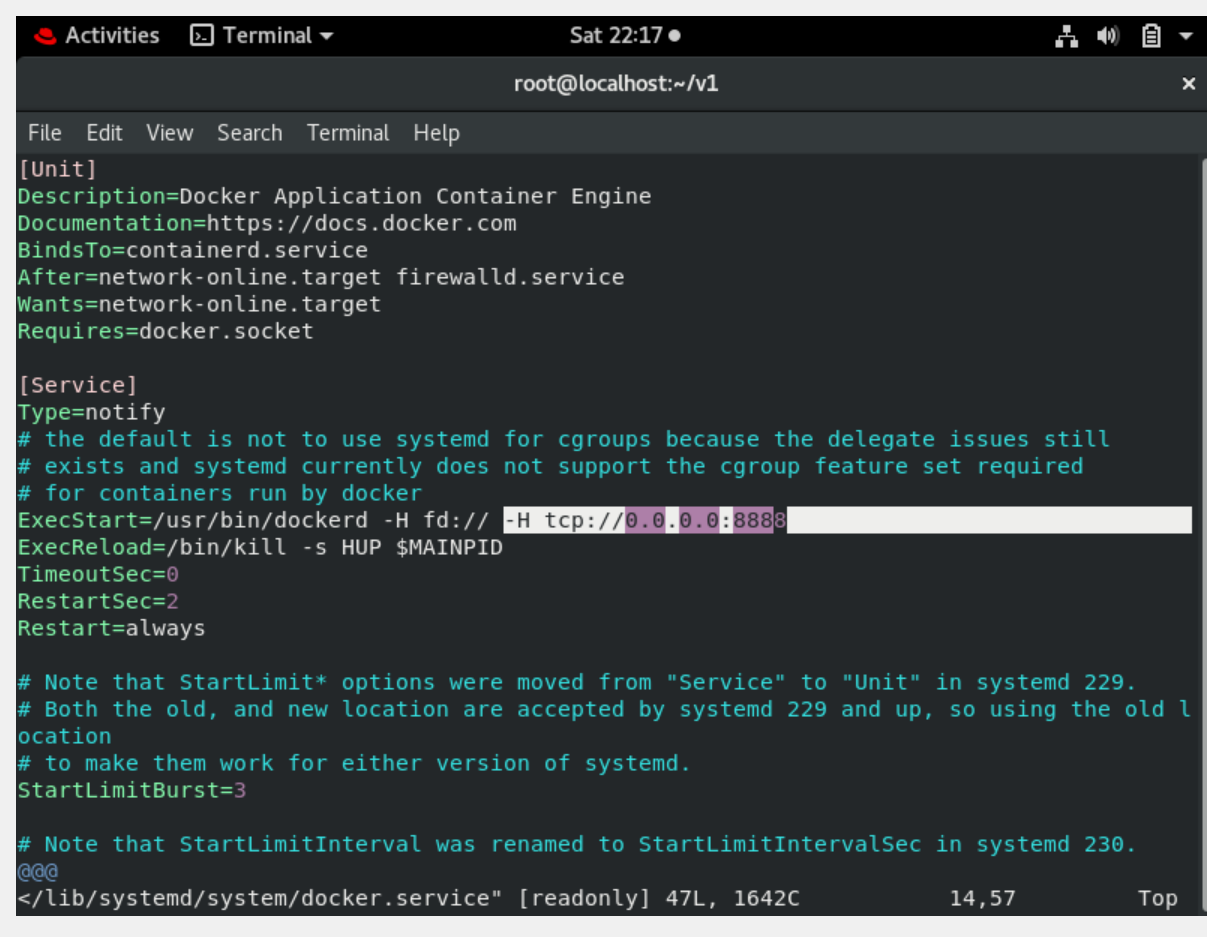 Activities Terminal Sat 22:17
root@localhost:~/v1 ×
File Edit View Search Terminal Help
[Unit]
Description=Docker Application Container Engine
Documentation=https://docs.docker.com
BindsTo=containerd.service
After=network-online.target firewalld.service
Wants=network-online.target
Requires=docker.socket
[Service]
Type=notify
# the default is not to use systemd for cgroups because the delegate issues still
# exists and systemd currently does not support the cgroup feature set required
# for containers run by docker
ExecStart=/usr/bin/dockerd -H fd:// -H tcp://0.0.0.0:8888
ExecReload=/bin/kill -s HUP $MAINPID
TimeoutSec=0
RestartSec=2
Restart=always
# Note that StartLimit* options were moved from "Service" to "Unit" in systemd 229.
# Both the old, and new location are accepted by systemd 229 and up, so using the old l
ocation
# to make them work for either version of systemd.
StartLimitBurst=3
# Note that StartLimitInterval was renamed to StartLimitIntervalSec in systemd 230.
@@@
</lib/systemd/system/docker.service" [readonly] 47L, 1642C 14,57 Top